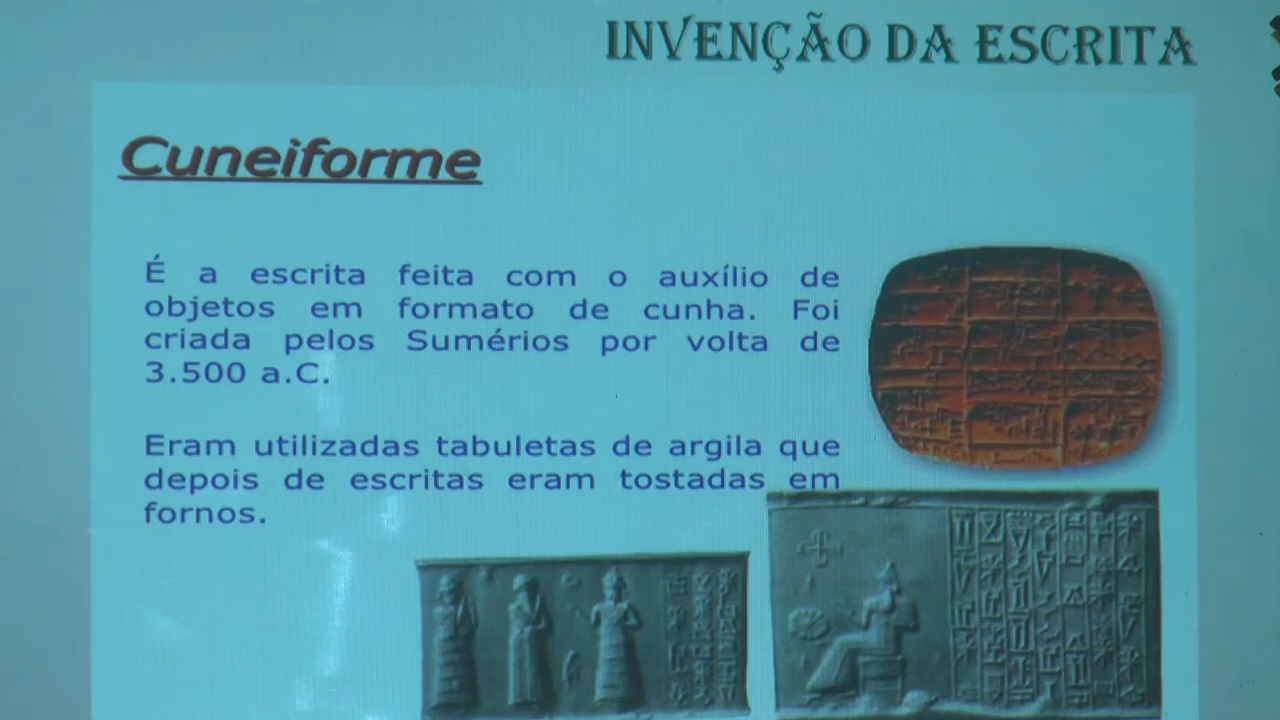 INVENÇÃO DA ESCRITA
Cuneiforme
É a escrita feita com o auxílio de
objetos em formato de cunha. Foi
criada pelos Sumérios por volta de
3.500 a.C.
Eram utilizadas tabuletas de argila que
depois de escritas eram tostadas em
fornos.